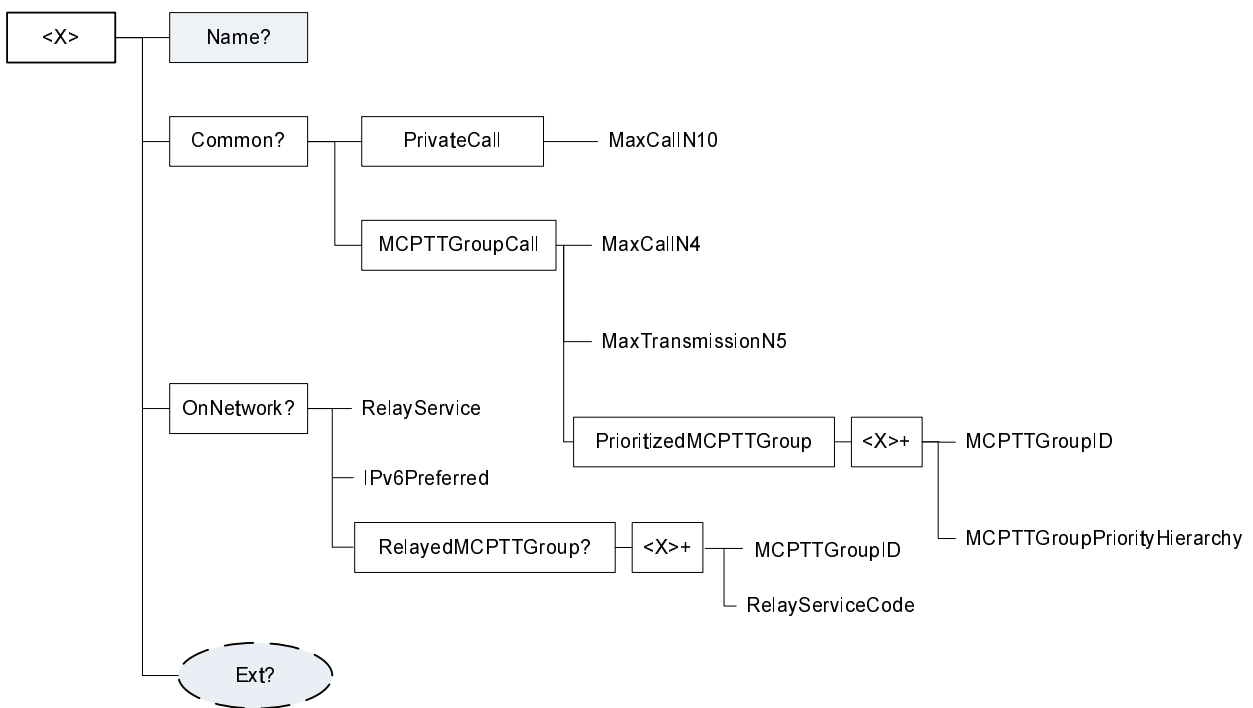 <X>
Name?
Common?
PrivateCall
MaxCallN10
MCPTTGroupCall
MaxCallN4
MaxTransmissionN5
OnNetwork?
RelayService
PrioritizedMCPTTGroup
<X>+
MCPTTGroupID
IPv6Preferred
MCPTTGroupPriorityHierarchy
RelayedMCPTTGroup?
<X>+
MCPTTGroupID
RelayServiceCode
Ext?